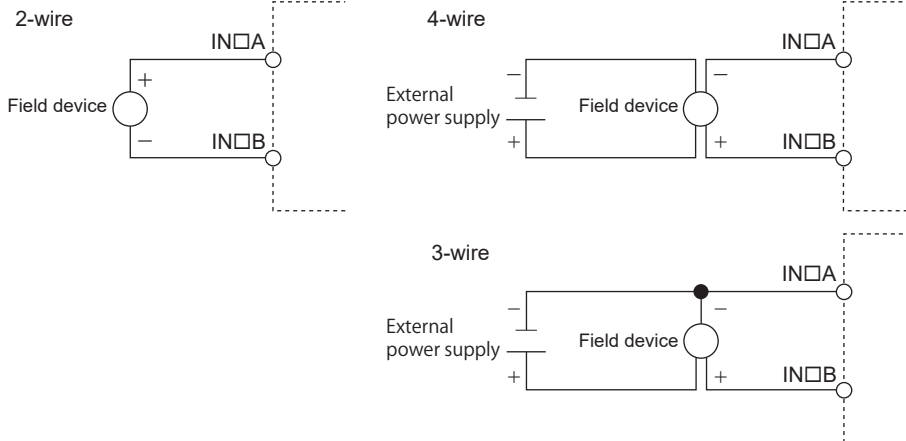 2-wire
IN□A
+
Field device
−
IN□B
4-wire
IN□A
−
−
External
power supply
Field device
+
+
IN□B
3-wire
IN□A
−
−
External
power supply
Field device
+
+
IN□B